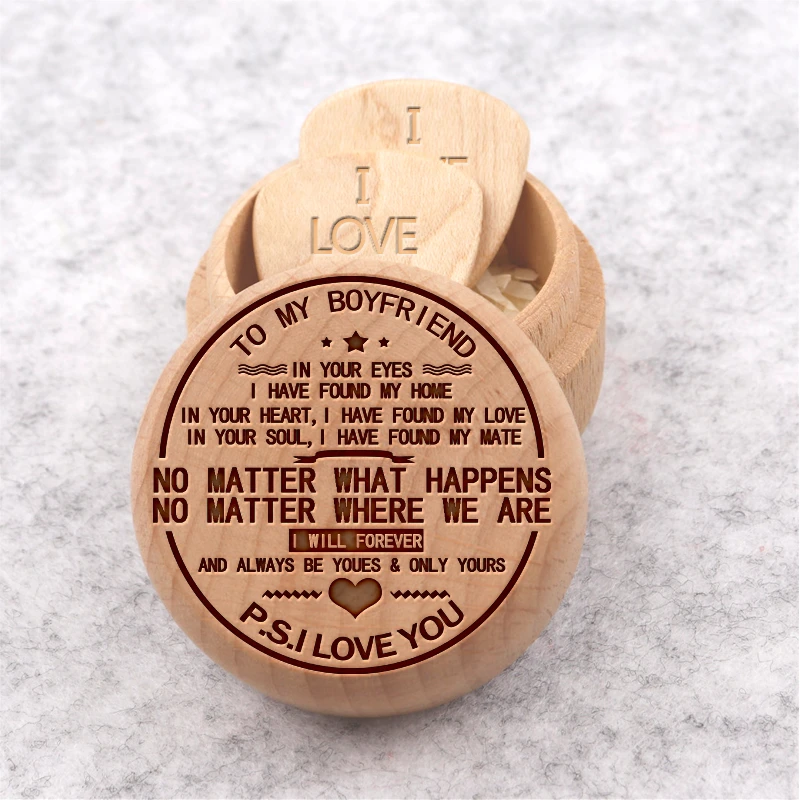 I
I
LOVE
TO MY BOYFRIEND
IN YOUR EYES
I HAVE FOUND MY HOME
IN YOUR HEART, I HAVE FOUND MY LOVE
IN YOUR SOUL, I HAVE FOUND MY MATE
NO MATTER WHAT HAPPENS
NO MATTER WHERE WE ARE
I WILL FOREVER
AND ALWAYS BE YOUES & ONLY YOURS
P.S.I LOVE YOU